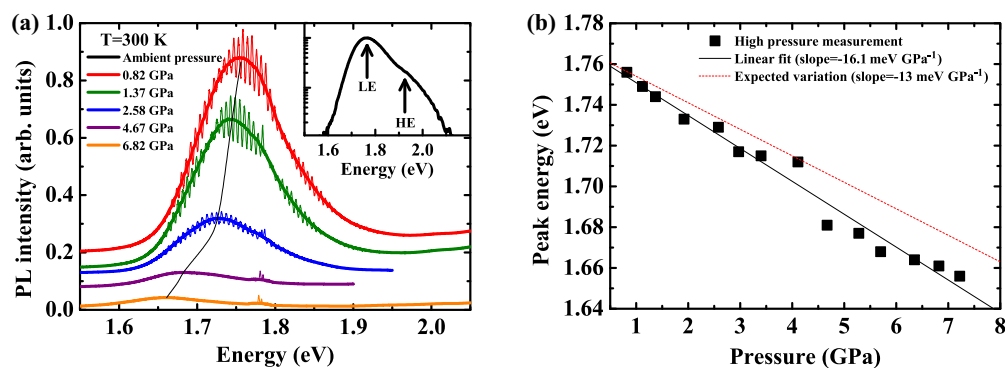 (a)
T=300 K
Ambient pressure
0.82 GPa
1.37 GPa
2.58 GPa
4.67 GPa
6.82 GPa
PL intensity (arb. units)
1.0
0.8
0.6
0.4
0.2
0.0
1.6 1.7 1.8 1.9 2.0
Energy (eV)
LE
HE
1.6 1.8 2.0
Energy (eV)
(b)
High pressure measurement
Linear fit (slope=-16.1 meV GPa⁻¹)
Expected variation (slope=-13 meV GPa⁻¹)
Peak energy (eV)
1.78
1.76
1.74
1.72
1.70
1.68
1.66
1.64
1 2 3 4 5 6 7 8
Pressure (GPa)